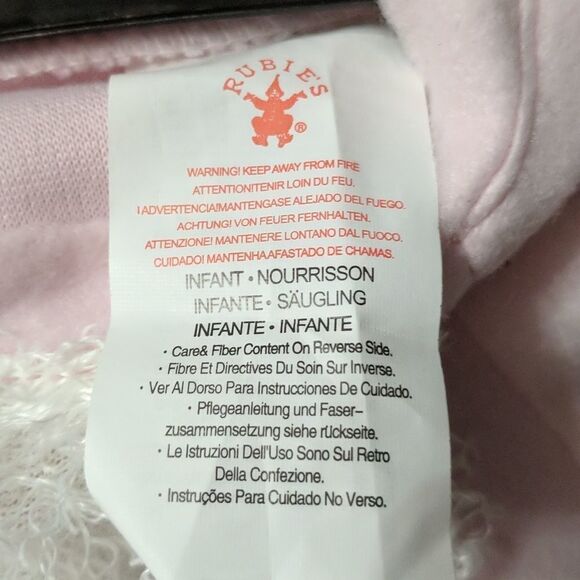 RUBIE'S
®
WARNING! KEEP AWAY FROM FIRE
ATTENTION!TENIR LOIN DU FEU.
¡ADVERTENCIA!MANTENGASE ALEJADO DEL FUEGO.
ACHTUNG! VON FEUER FERNHALTEN.
ATTENZIONE! MANTENERE LONTANO DAL FUOCO.
CUIDADO! MANTENHAAFASTADO DE CHAMAS.
INFANT • NOURRISSON
INFANTE • SÄUGLING
INFANTE • INFANTE
• Care& Fiber Content On Reverse Side.
• Fibre Et Directives Du Soin Sur Inverse.
• Ver Al Dorso Para Instrucciones De Cuidado.
• Pflegeanleitung und Faser-
zusammensetzung siehe rückseite.
• Le Istruzioni Dell'Uso Sono Sul Retro
Della Confezione.
• Instruções Para Cuidado No Verso.